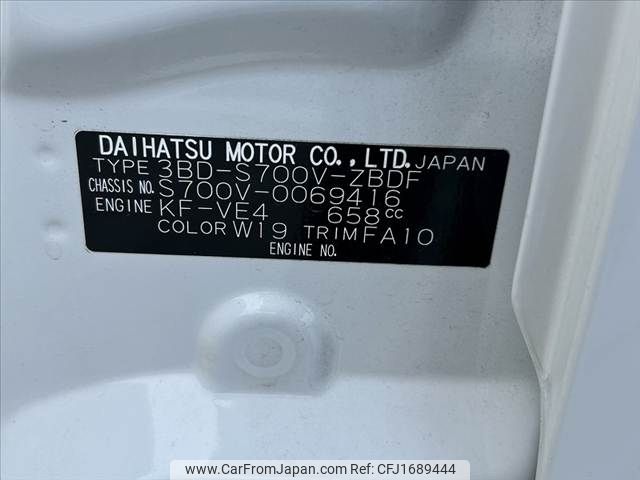 DAIHATSU MOTOR CO.,LTD. JAPAN
TYPE 3BD-S700V-ZBDF
CHASSIS NO. S700V-0069416
ENGINE KF-VE4 658cc
COLOR W19 TRIM FA10
ENGINE NO.
www.CarFromJapan.com | Ref.No:CFJ1689444